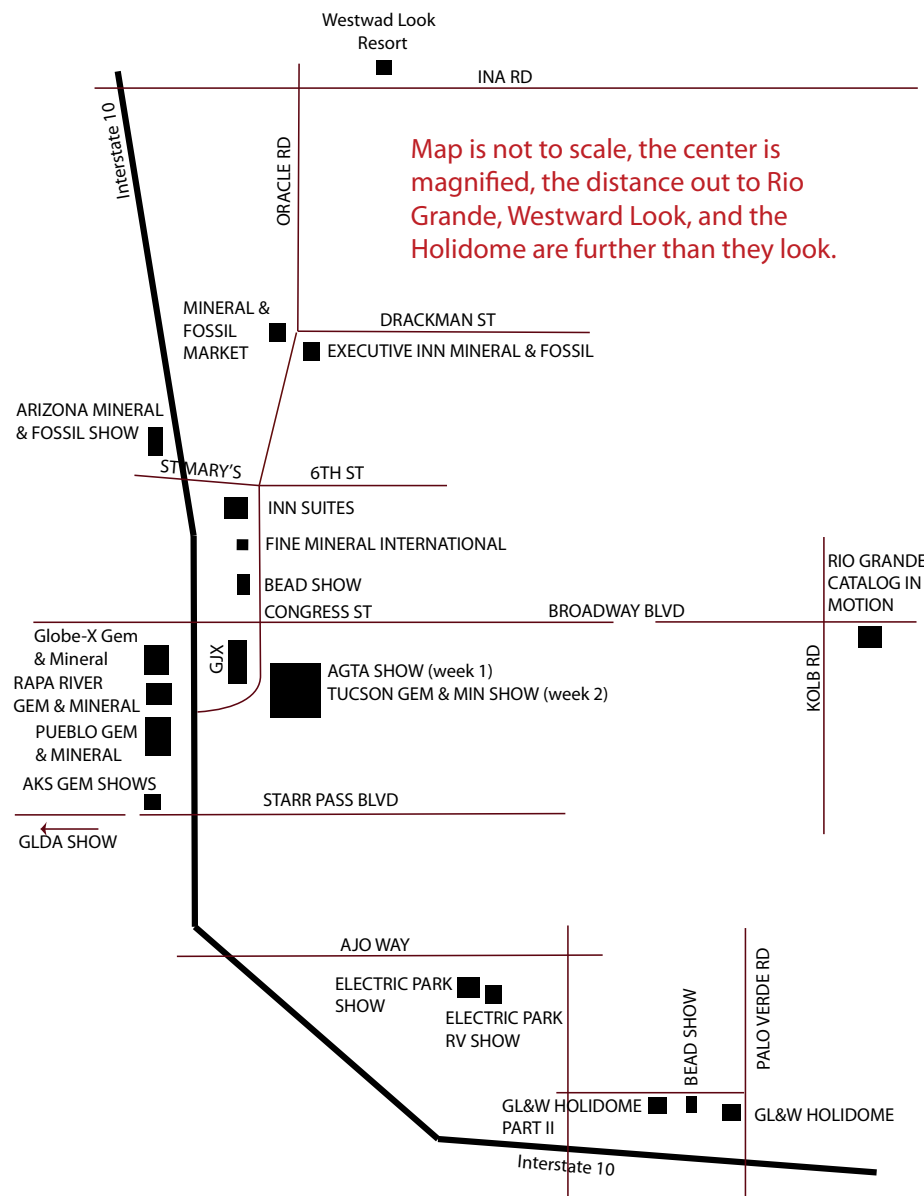 Westwad Look
Resort
INA RD
Interstate 10
ORACLE RD
Map is not to scale, the center is
magnified, the distance out to Rio
Grande, Westward Look, and the
Holidome are further than they look.
MINERAL &
FOSSIL
MARKET
DRACKMAN ST
EXECUTIVE INN MINERAL & FOSSIL
ARIZONA MINERAL
& FOSSIL SHOW
ST MARY'S
6TH ST
INN SUITES
FINE MINERAL INTERNATIONAL
BEAD SHOW
CONGRESS ST
BROADWAY BLVD
RIO GRANDE
CATALOG IN
MOTION
KOLB RD
Globe-X Gem
& Mineral
RAPA RIVER
GEM & MINERAL
PUEBLO GEM
& MINERAL
GJX
AGTA SHOW (week 1)
TUCSON GEM & MIN SHOW (week 2)
AKS GEM SHOWS
STARR PASS BLVD
GLDA SHOW
AJO WAY
ELECTRIC PARK
SHOW
ELECTRIC PARK
RV SHOW
BEAD SHOW
PALO VERDE RD
GL&W HOLIDOME
PART II
GL&W HOLIDOME
Interstate 10